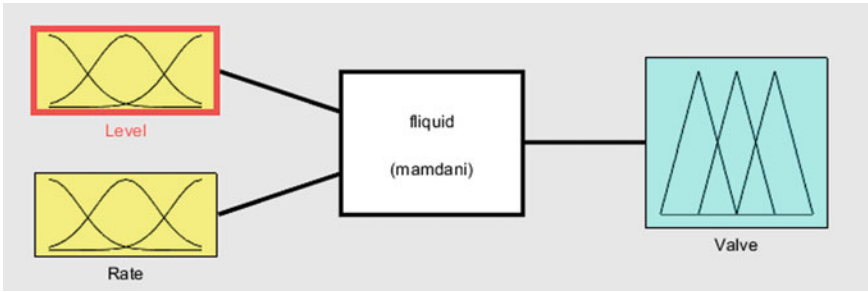 Level
Rate
fliquid
(mamdani)
Valve